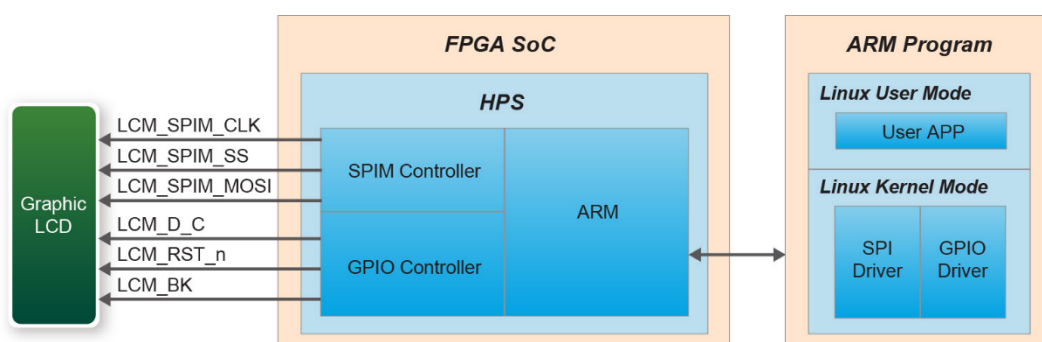 FPGA SoC
ARM Program
HPS
Linux User Mode
User APP
Linux Kernel Mode
SPI
Driver
GPIO
Driver
LCM_SPIM_CLK
LCM_SPIM_SS
LCM_SPIM_MOSI
LCM_D_C
LCM_RST_n
LCM_BK
Graphic
LCD
SPIM Controller
GPIO Controller
ARM